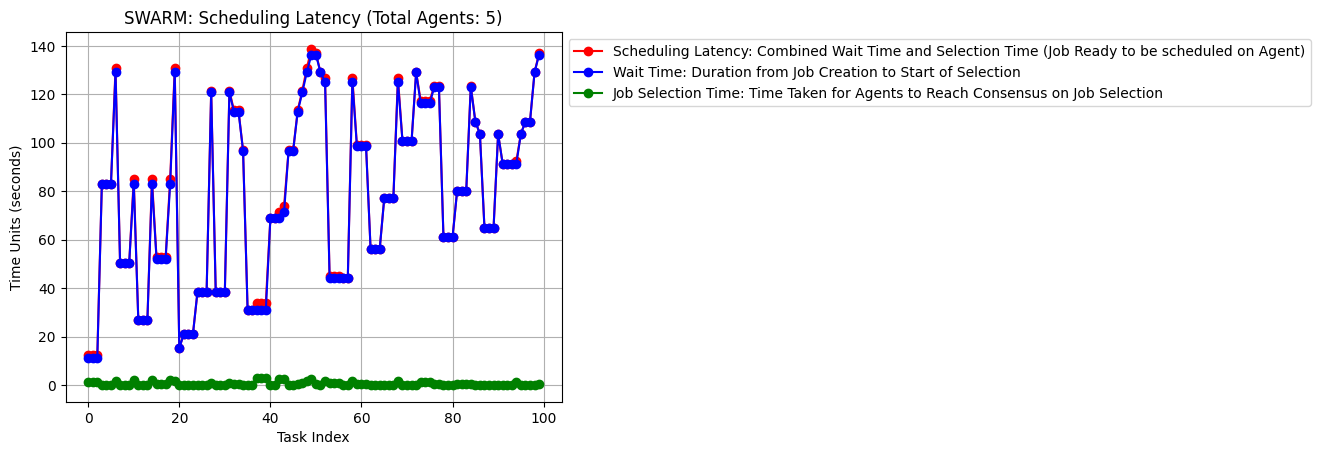 SWARM: Scheduling Latency (Total Agents: 5)
Scheduling Latency: Combined Wait Time and Selection Time (Job Ready to be scheduled on Agent)
Wait Time: Duration from Job Creation to Start of Selection
Job Selection Time: Time Taken for Agents to Reach Consensus on Job Selection
Time Units (seconds)
140
120
100
80
60
40
20
0
0 20 40 60 80 100
Task Index